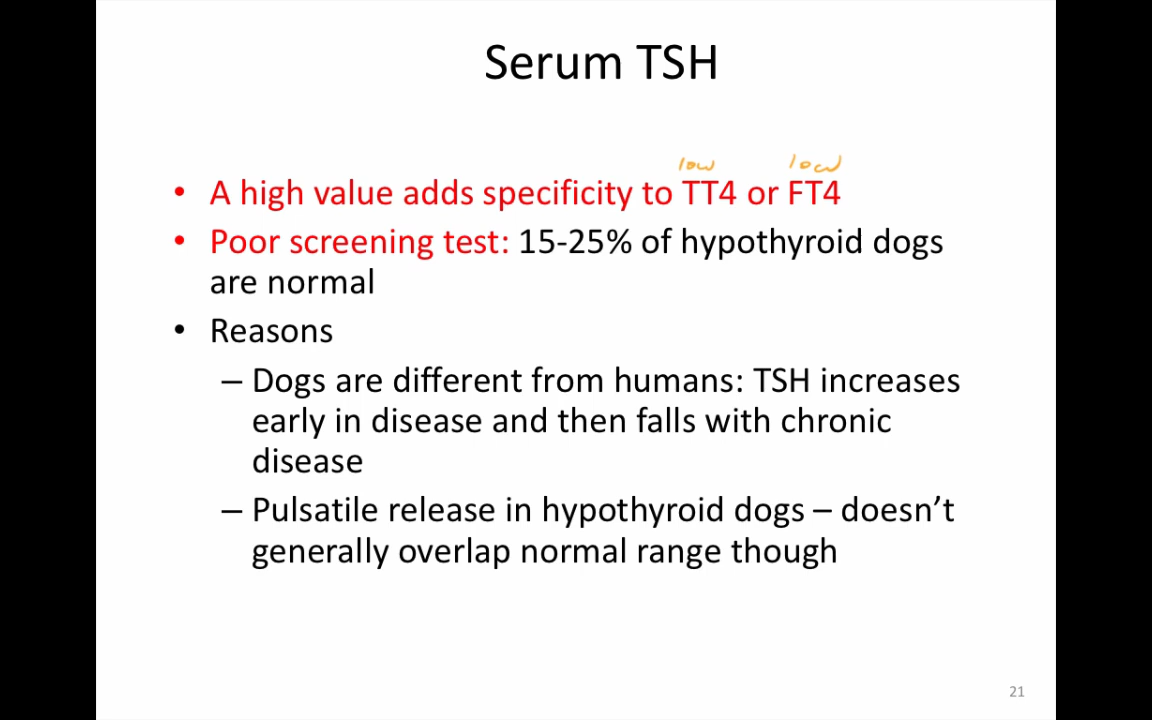 Serum TSH
low low
• A high value adds specificity to TT4 or FT4
• Poor screening test: 15-25% of hypothyroid dogs
are normal
• Reasons
– Dogs are different from humans: TSH increases
early in disease and then falls with chronic
disease
– Pulsatile release in hypothyroid dogs – doesn’t
generally overlap normal range though
21